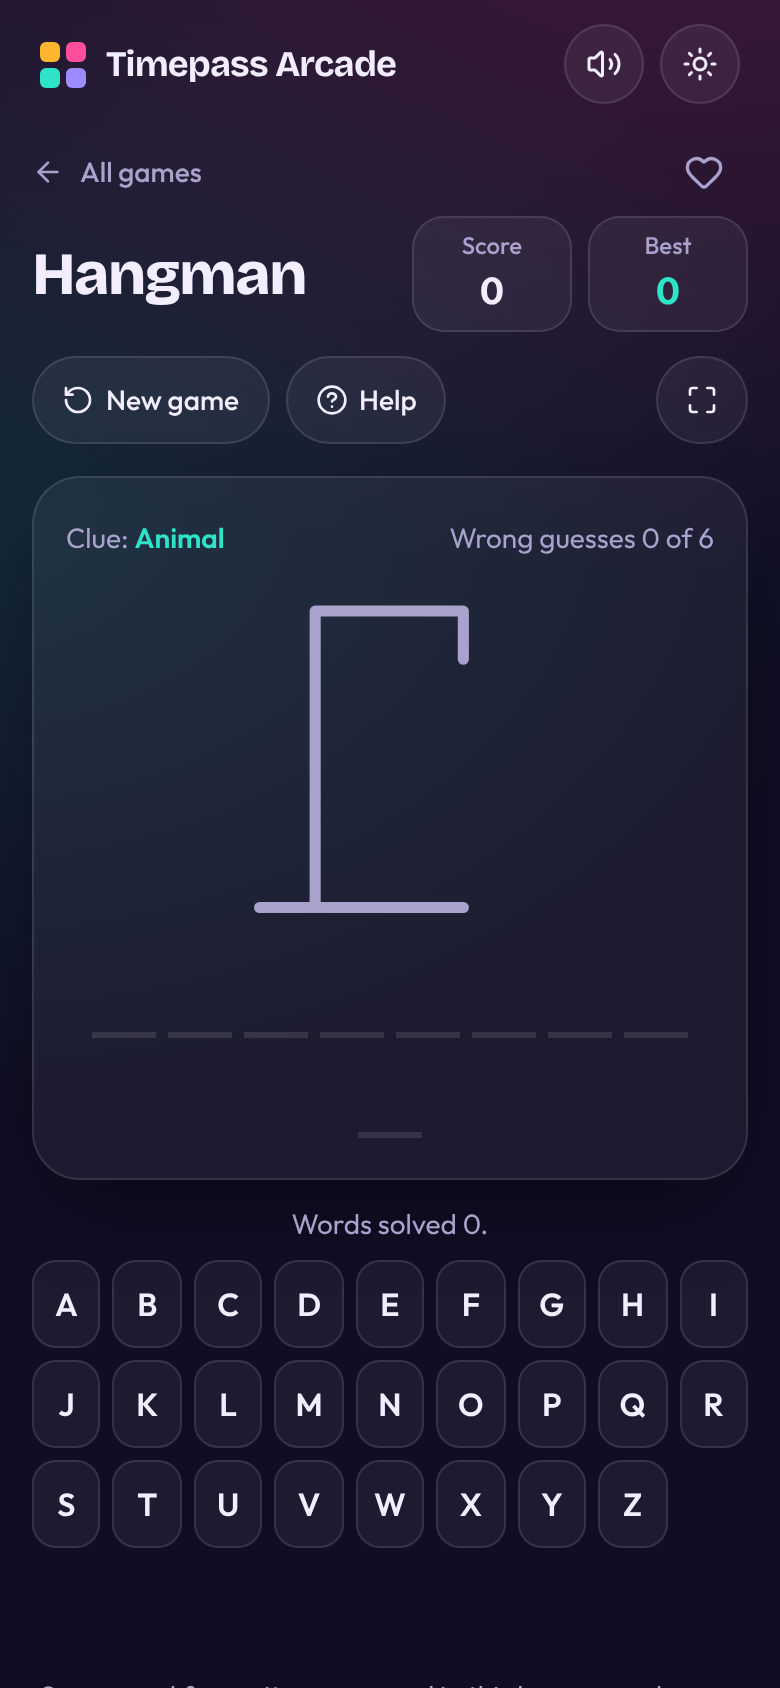 Timepass Arcade
All games
Hangman
Score
0
Best
0
New game
Help
Clue: Animal
Wrong guesses 0 of 6
Words solved 0.
A B C D E F G H I
J K L M N O P Q R
S T U V W X Y Z